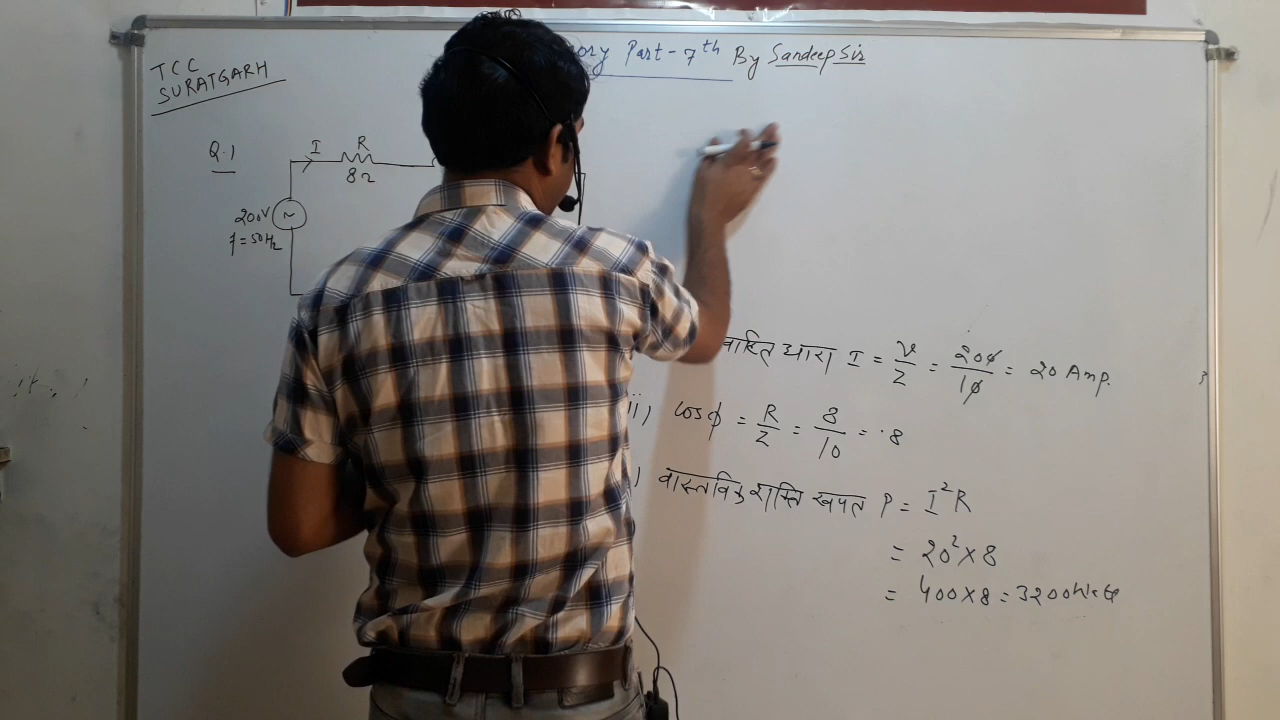 ory Part-7th By Sandeep Sir
TCC
SURATGARH
Q.1
I
R
8Ω
200V
f=50Hz
वाहित धारा I = V/Z = 200/10 = 20 Amp.
ii) cosφ = R/Z = 8/10 = .8
) वास्तविक शक्ति खपत P = I²R
= 20² × 8
= 400 × 8 = 3200 Watt